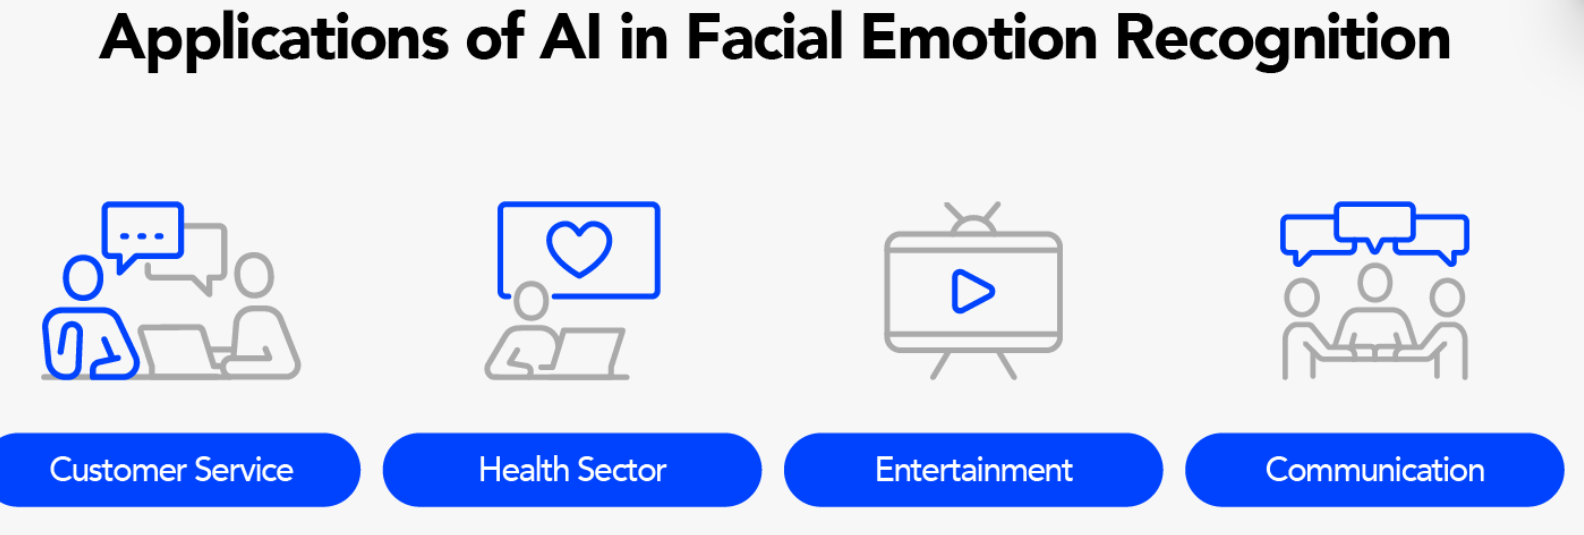 Applications of AI in Facial Emotion Recognition
Customer Service
Health Sector
Entertainment
Communication